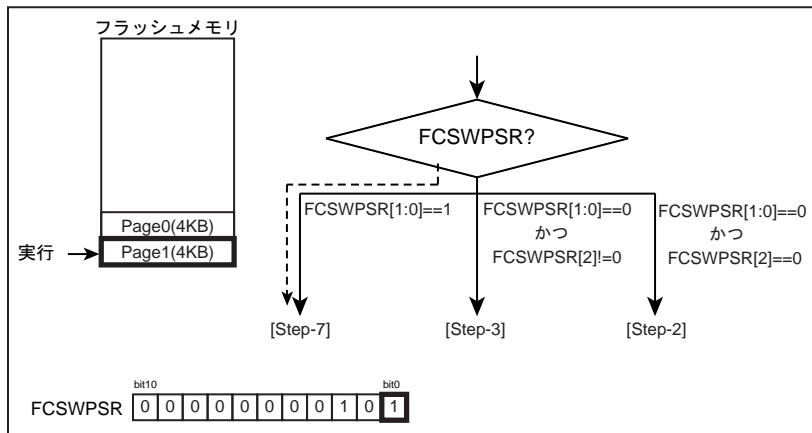 フラッシュメモリ
Page0(4KB)
実行
Page1(4KB)
FCSWPSR?
FCSWPSR[1:0]==1
FCSWPSR[1:0]==0
かつ
FCSWPSR[2]!=0
FCSWPSR[1:0]==0
かつ
FCSWPSR[2]==0
[Step-7]
[Step-3]
[Step-2]
bit10
bit0
FCSWPSR 0 0 0 0 0 0 0 0 1 0 1